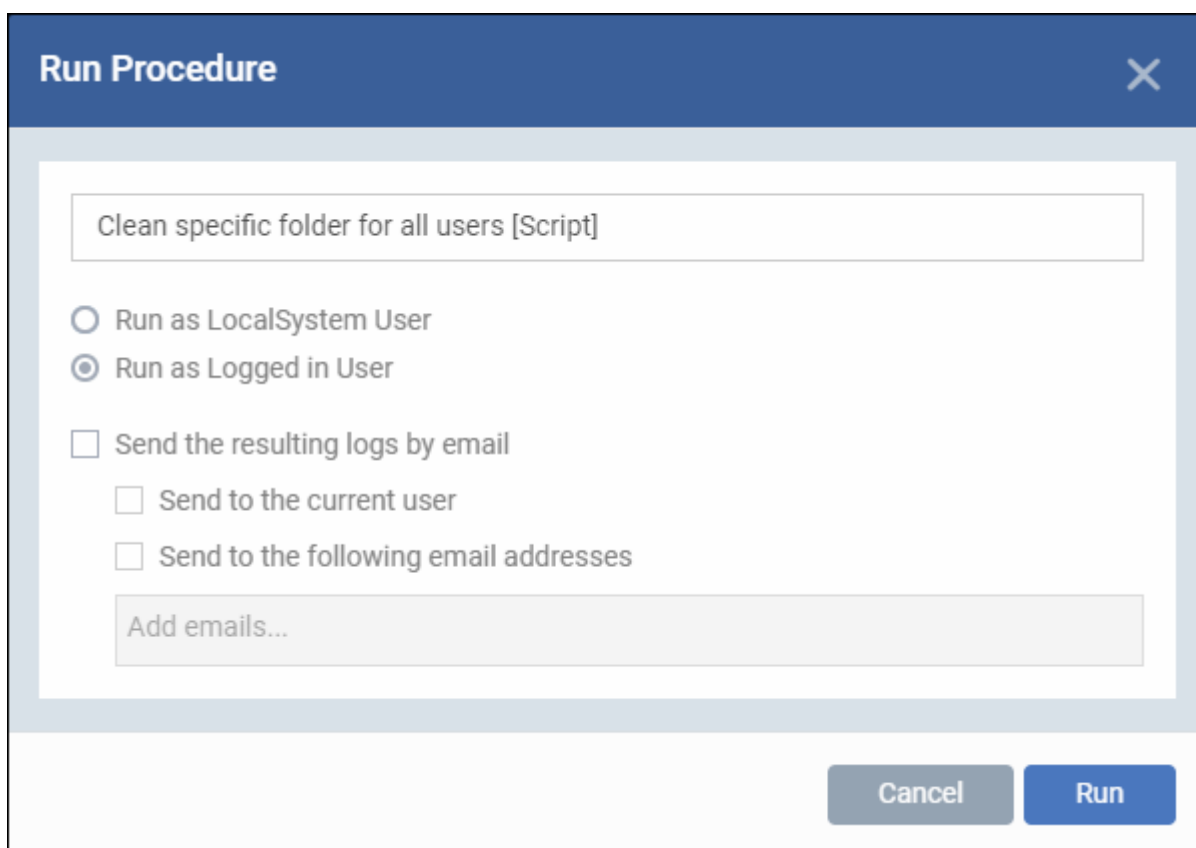 Run Procedure
Clean specific folder for all users [Script]
Run as LocalSystem User
Run as Logged in User
Send the resulting logs by email
Send to the current user
Send to the following email addresses
Add emails...
Cancel Run